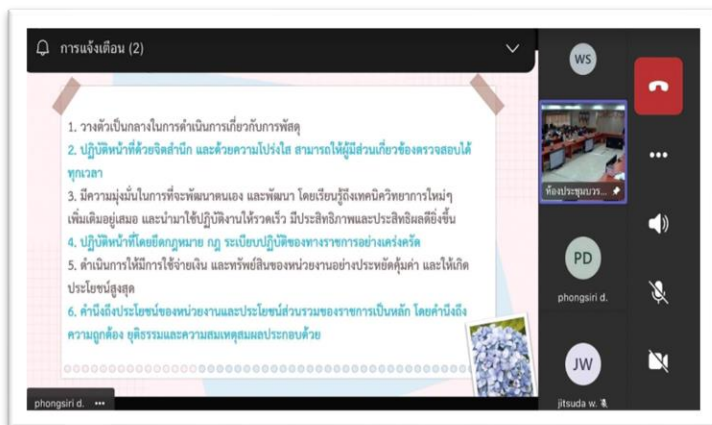 การแจ้งเตือน (2)
1. วางตัวเป็นกลางในการดำเนินการเกี่ยวกับการพัสดุ
2. ปฏิบัติหน้าที่ด้วยจิตสำนึก และด้วยความโปร่งใส สามารถให้ผู้มีส่วนเกี่ยวข้องตรวจสอบได้
ทุกเวลา
3. มีความมุ่งมั่นในการที่จะพัฒนาตนเอง และพัฒนา โดยเรียนรู้ถึงเทคนิควิทยาการใหม่ๆ
เพิ่มเติมอยู่เสมอ และนำมาใช้ปฏิบัติงานให้รวดเร็ว มีประสิทธิภาพและประสิทธิผลดียิ่งขึ้น
4. ปฏิบัติหน้าที่โดยยึดกฎหมาย กฎ ระเบียบปฏิบัติของทางราชการอย่างเคร่งครัด
5. ดำเนินการให้มีการใช้จ่ายเงิน และทรัพย์สินของหน่วยงานอย่างประหยัดคุ้มค่า และให้เกิด
ประโยชน์สูงสุด
6. คำนึงถึงประโยชน์ของหน่วยงานและประโยชน์ส่วนรวมของราชการเป็นหลัก โดยคำนึงถึง
ความถูกต้อง ยุติธรรมและความสมเหตุสมผลประกอบด้วย
phongsiri d.
WS
ห้องประชุมบวร...
PD
phongsiri d.
JW
jitsuda w.